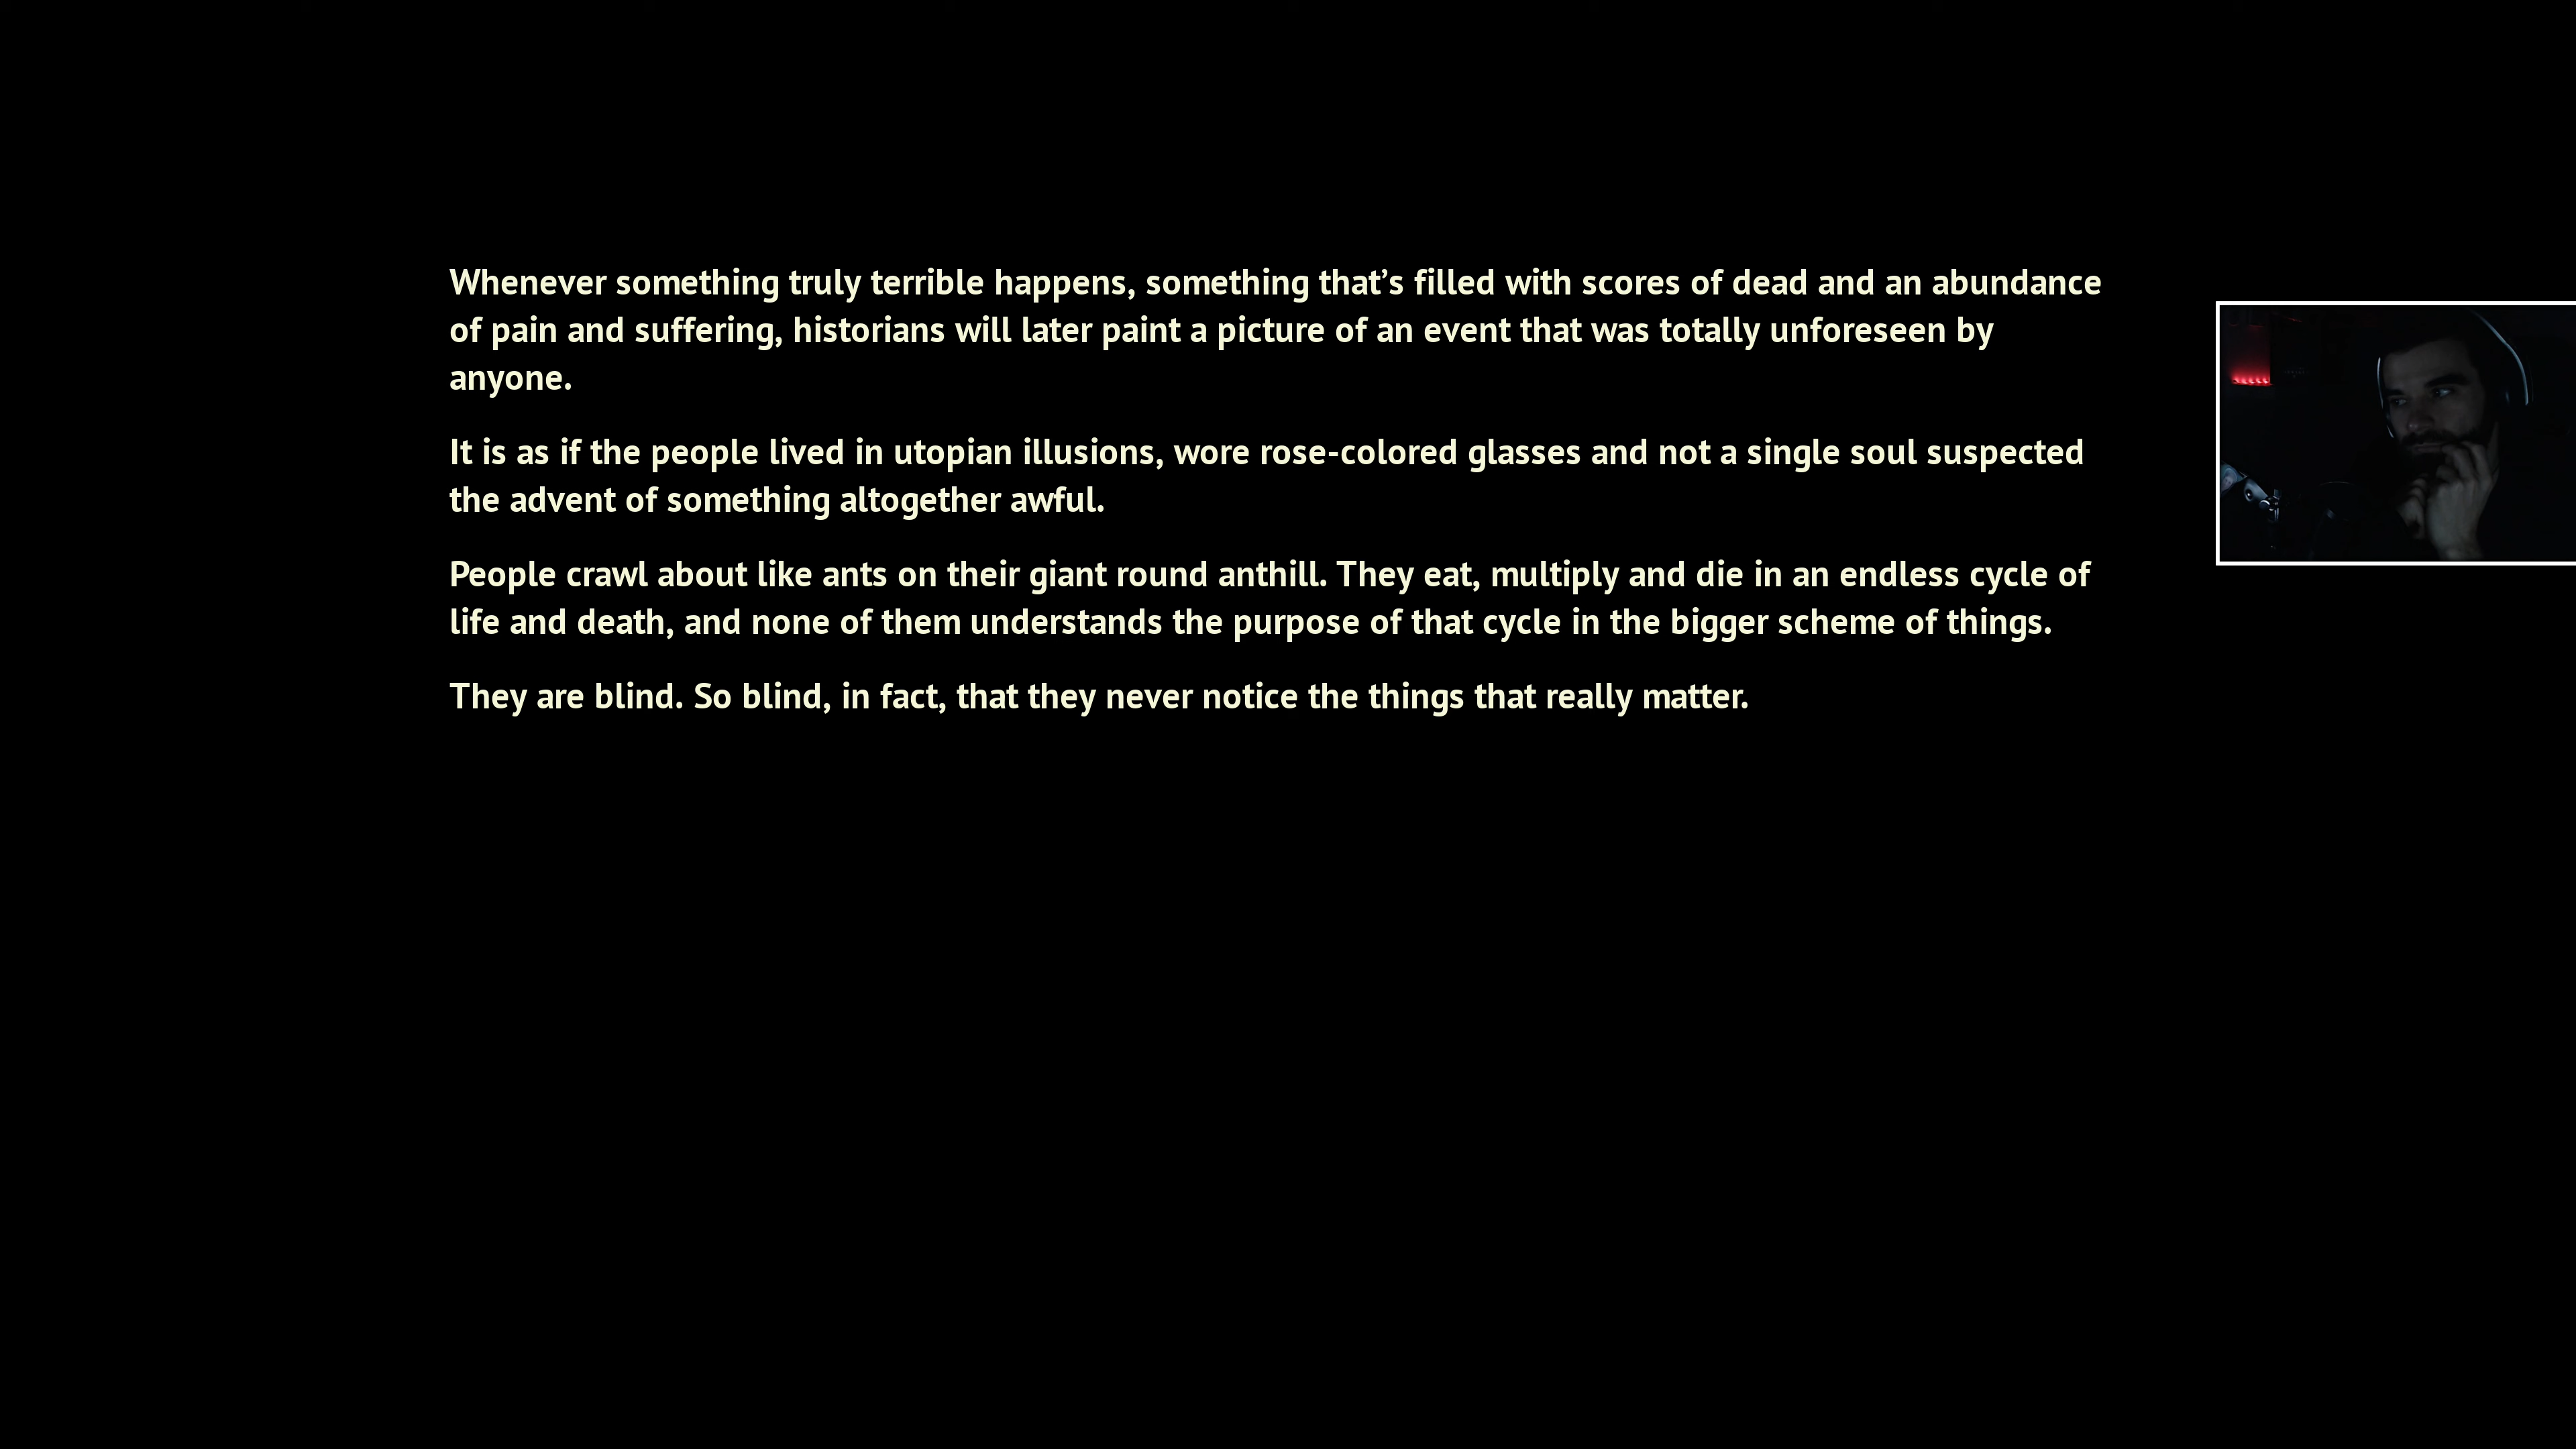 Whenever something truly terrible happens, something that’s filled with scores of dead and an abundance
of pain and suffering, historians will later paint a picture of an event that was totally unforeseen by
anyone.
It is as if the people lived in utopian illusions, wore rose-colored glasses and not a single soul suspected
the advent of something altogether awful.
People crawl about like ants on their giant round anthill. They eat, multiply and die in an endless cycle of
life and death, and none of them understands the purpose of that cycle in the bigger scheme of things.
They are blind. So blind, in fact, that they never notice the things that really matter.